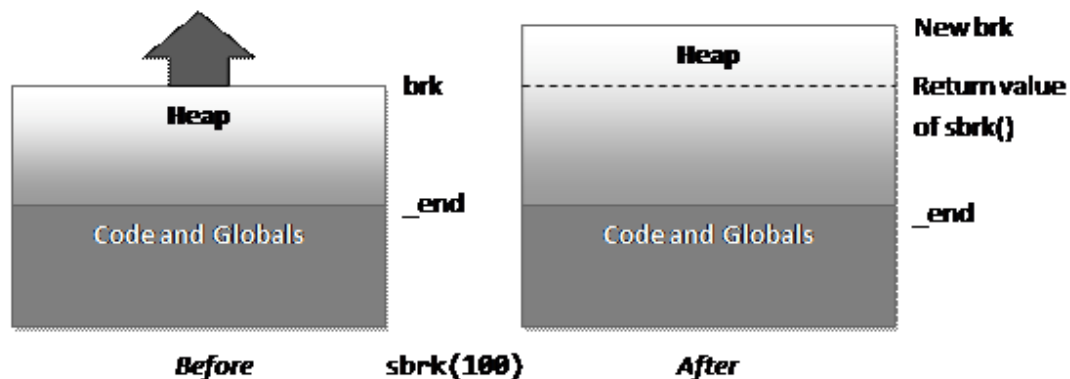 Heap
brk
_end
Code and Globals
Before
sbrk(100)
New brk
Heap
Return value
of sbrk()
_end
Code and Globals
After